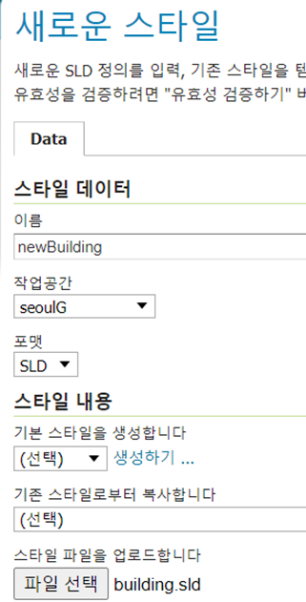 새로운 스타일
새로운 SLD 정의를 입력, 기존 스타일을 템
유효성을 검증하려면 "유효성 검증하기" 버
Data
스타일 데이터
이름
newBuilding
작업공간
seoulG
포맷
SLD
스타일 내용
기본 스타일을 생성합니다
(선택) 생성하기 ...
기존 스타일로부터 복사합니다
(선택)
스타일 파일을 업로드합니다
파일 선택 building.sld